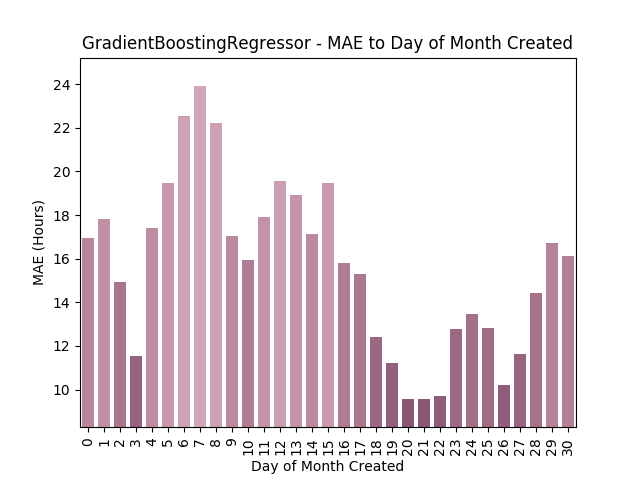 GradientBoostingRegressor - MAE to Day of Month Created
24
22
20
18
16
14
12
10
MAE (Hours)
0 1 2 3 4 5 6 7 8 9 10 11 12 13 14 15 16 17 18 19 20 21 22 23 24 25 26 27 28 29 30
Day of Month Created